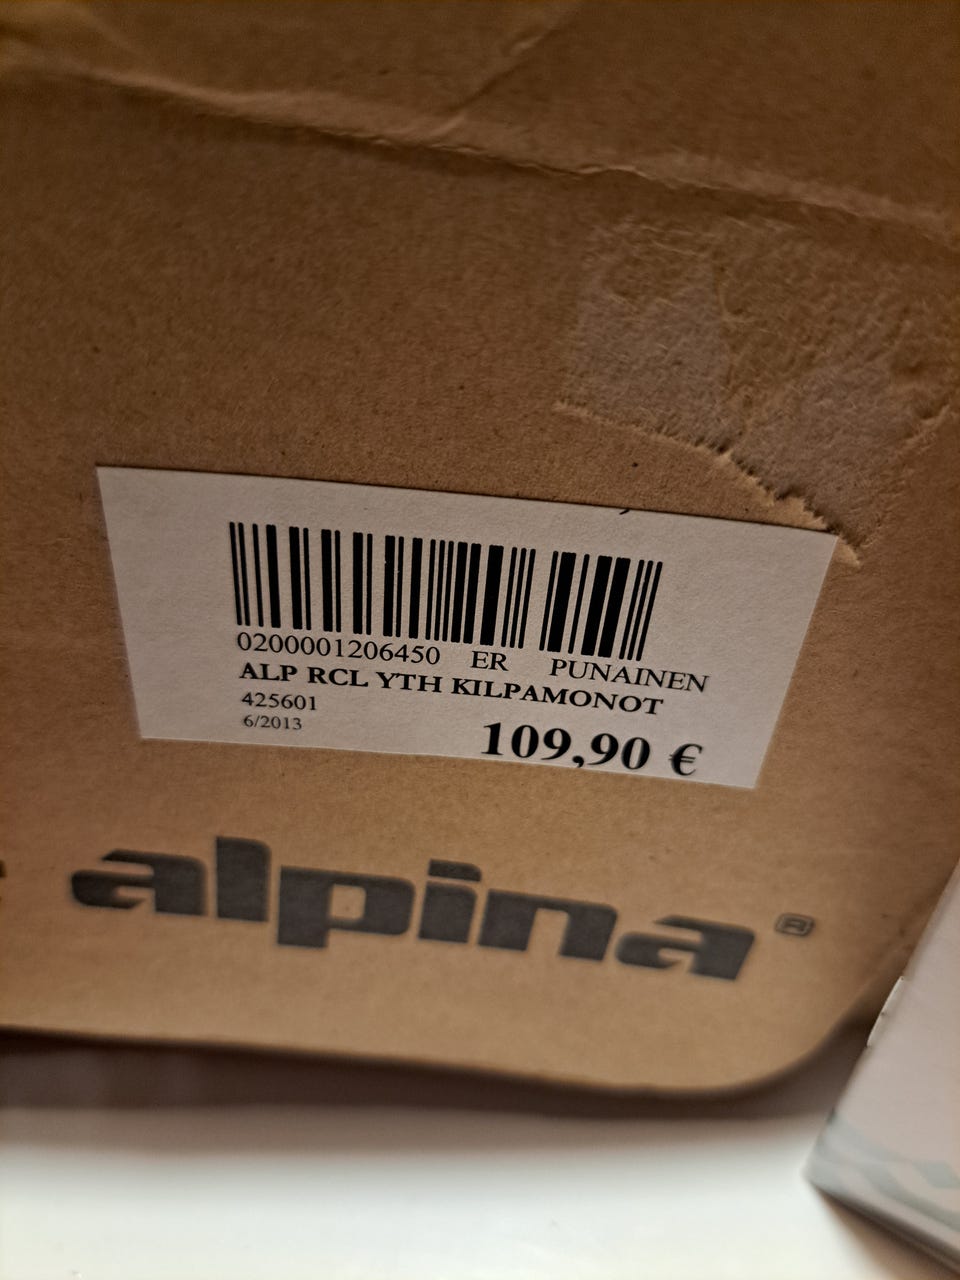 0200001206450 ER PUNAINEN
ALP RCL YTH KILPAMONOT
425601
6/2013
109,90 €
alpina ®